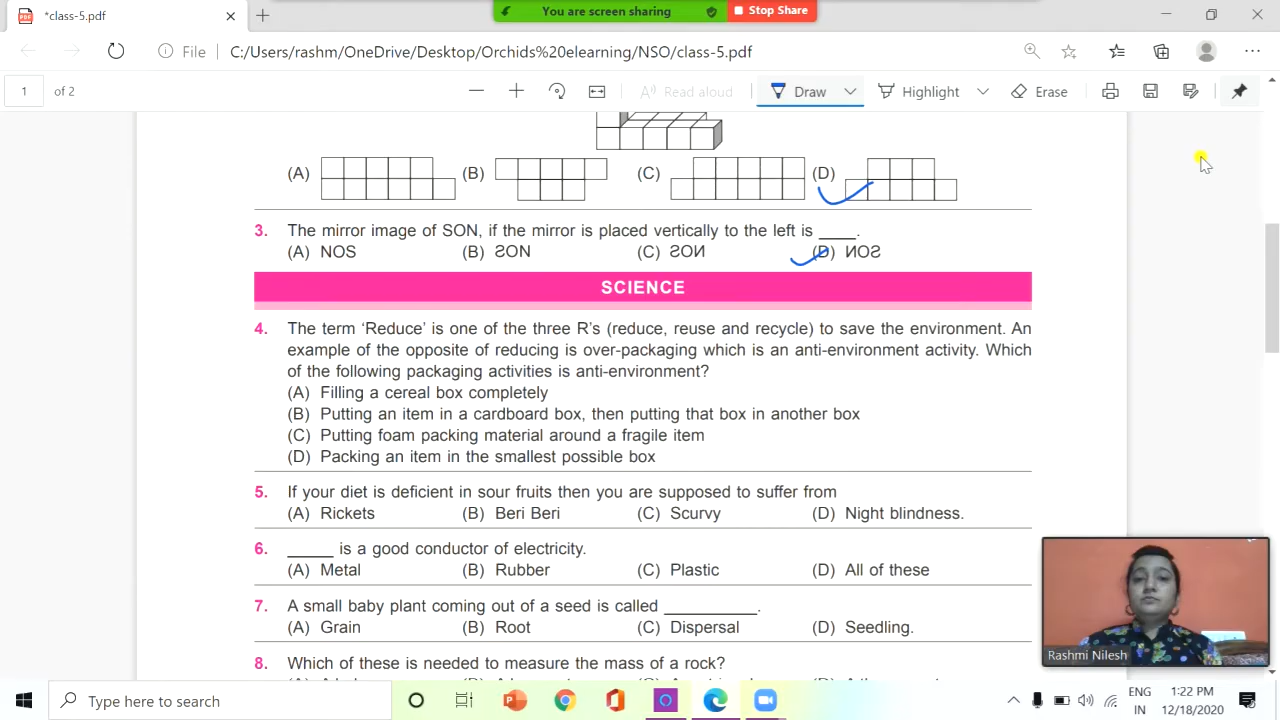 *class-5.pdf
You are screen sharing
Stop Share
File
C:/Users/rashm/OneDrive/Desktop/Orchids%20elearning/NSO/class-5.pdf
1 of 2
Read aloud
Draw
Highlight
Erase
(A) (B) (C) (D)
3. The mirror image of SON, if the mirror is placed vertically to the left is ____.
(A) NOS (B) (C) (D)
SCIENCE
4. The term ‘Reduce’ is one of the three R’s (reduce, reuse and recycle) to save the environment. An
example of the opposite of reducing is over-packaging which is an anti-environment activity. Which
of the following packaging activities is anti-environment?
(A) Filling a cereal box completely
(B) Putting an item in a cardboard box, then putting that box in another box
(C) Putting foam packing material around a fragile item
(D) Packing an item in the smallest possible box
5. If your diet is deficient in sour fruits then you are supposed to suffer from
(A) Rickets (B) Beri Beri (C) Scurvy (D) Night blindness.
6. _____ is a good conductor of electricity.
(A) Metal (B) Rubber (C) Plastic (D) All of these
7. A small baby plant coming out of a seed is called __________.
(A) Grain (B) Root (C) Dispersal (D) Seedling.
8. Which of these is needed to measure the mass of a rock?
Rashmi Nilesh
Type here to search
ENG
IN
1:22 PM
12/18/2020